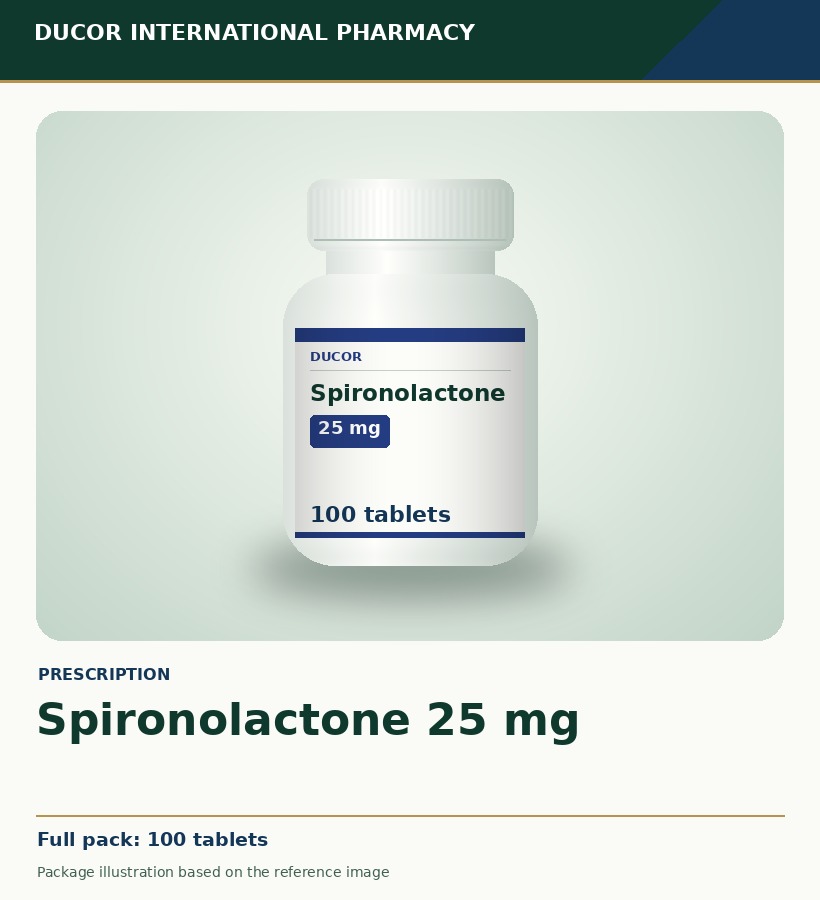 DUCOR INTERNATIONAL PHARMACY
DUCOR
Spironolactone
25 mg
100 tablets
PRESCRIPTION
Spironolactone 25 mg
Full pack: 100 tablets
Package illustration based on the reference image